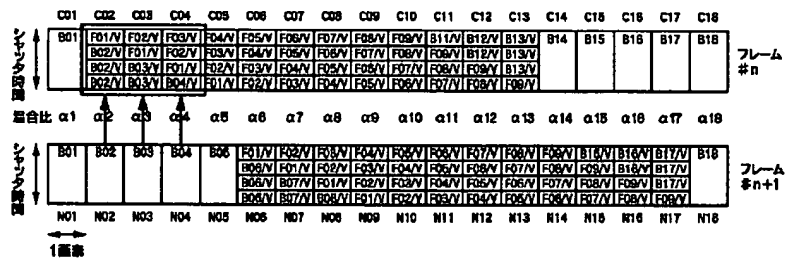 C01 C02 C03 C04 C05 C06 C07 C08 C09 C10 C11 C12 C13 C14 C15 C16 C17 C18
シャッタ時間 B01 F01/V F02/V F03/V F04/V F05/V F06/V F07/V F08/V F09/V B11/V B12/V B13/V B14 B15 B16 B17 B18 フレーム
B02/V F01/V F02/V F03/V F04/V F05/V F06/V F07/V F08/V F09/V B12/V B13/V #n
B02/V B03/V F01/V F02/V F03/V F04/V F05/V F06/V F07/V F08/V F09/V B13/V
B02/V B03/V B04/V F01/V F02/V F03/V F04/V F05/V F06/V F07/V F08/V F09/V
混合比 α1 α2 α3 α4 α5 α6 α7 α8 α9 α10 α11 α12 α13 α14 α15 α16 α17 α18
シャッタ時間 B01 B02 B03 B04 B05 F01/V F02/V F03/V F04/V F05/V F06/V F07/V F08/V F09/V B15/V B16/V B17/V B18 フレーム
B06/V F01/V F02/V F03/V F04/V F05/V F06/V F07/V F08/V F09/V B16/V B17/V #n+1
B06/V B07/V F01/V F02/V F03/V F04/V F05/V F06/V F07/V F08/V F09/V B17/V
B06/V B07/V B08/V F01/V F02/V F03/V F04/V F05/V F06/V F07/V F08/V F09/V
N01 N02 N03 N04 N05 N06 N07 N08 N09 N10 N11 N12 N13 N14 N15 N16 N17 N18
1画素